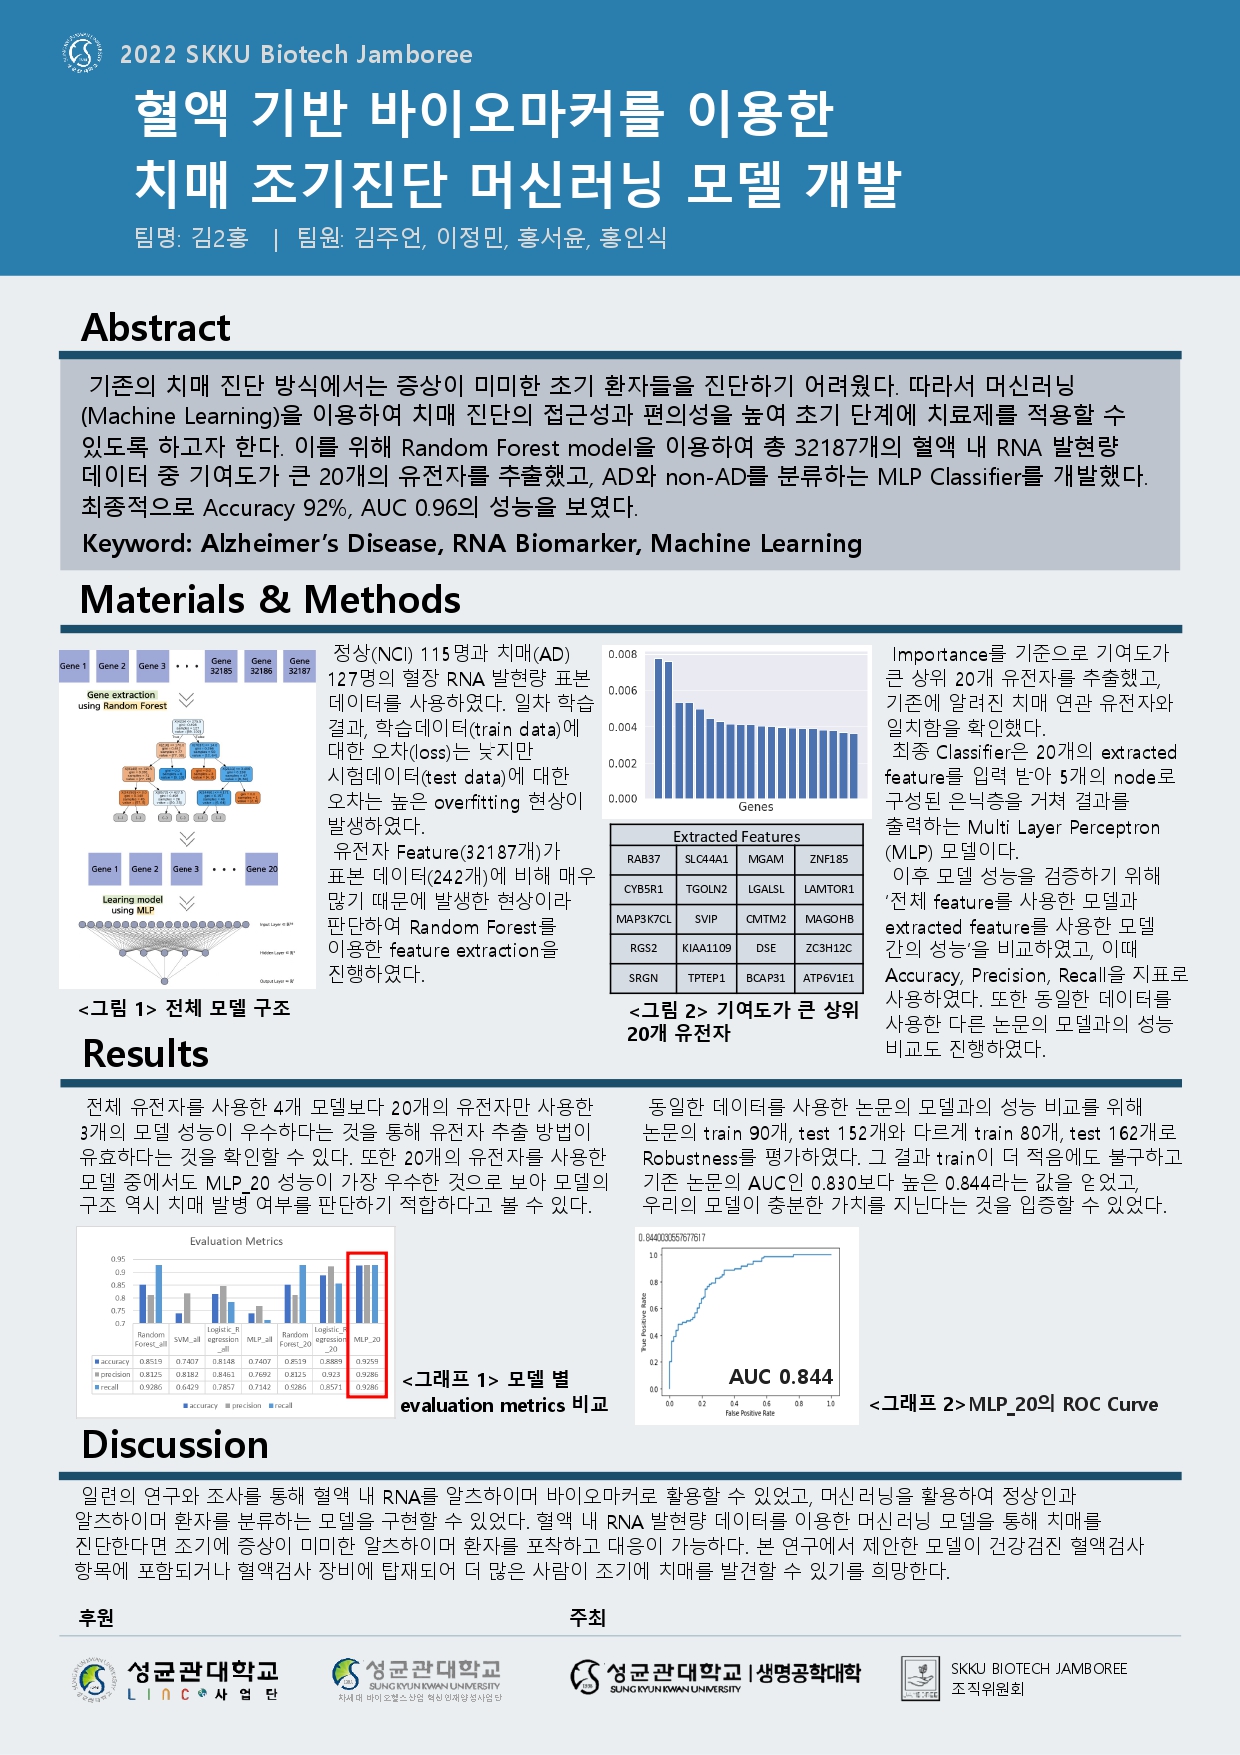 2022 SKKU Biotech Jamboree
혈액 기반 바이오마커를 이용한
치매 조기진단 머신러닝 모델 개발
팀명: 김2홍 | 팀원: 김주언, 이정민, 홍서윤, 홍인식
Abstract
기존의 치매 진단 방식에서는 증상이 미미한 초기 환자들을 진단하기 어려웠다. 따라서 머신러닝
(Machine Learning)을 이용하여 치매 진단의 접근성과 편의성을 높여 초기 단계에 치료제를 적용할 수
있도록 하고자 한다. 이를 위해 Random Forest model을 이용하여 총 32187개의 혈액 내 RNA 발현량
데이터 중 기여도가 큰 20개의 유전자를 추출했고, AD와 non-AD를 분류하는 MLP Classifier를 개발했다.
최종적으로 Accuracy 92%, AUC 0.96의 성능을 보였다.
Keyword: Alzheimer's Disease, RNA Biomarker, Machine Learning
Materials & Methods
Gene 1 Gene 2 Gene 3 • • • Gene 32185 Gene 32186 Gene 32187
Gene extraction
using Random Forest
Gene 1 Gene 2 Gene 3 • • • Gene 20
Learing model
using MLP
<그림 1> 전체 모델 구조
정상(NCI) 115명과 치매(AD)
127명의 혈장 RNA 발현량 표본
데이터를 사용하였다. 일차 학습
결과, 학습데이터(train data)에
대한 오차(loss)는 낮지만
시험데이터(test data)에 대한
오차는 높은 overfitting 현상이
발생하였다.
유전자 Feature(32187개)가
표본 데이터(242개)에 비해 매우
많기 때문에 발생한 현상이라
판단하여 Random Forest를
이용한 feature extraction을
진행하였다.
0.008
0.006
0.004
0.002
0.000
Genes
Extracted Features
RAB37 SLC44A1 MGAM ZNF185
CYB5R1 TGOLN2 LGALSL LAMTOR1
MAP3K7CL SVIP CMTM2 MAGOHB
RGS2 KIAA1109 DSE ZC3H12C
SRGN TPTEP1 BCAP31 ATP6V1E1
<그림 2> 기여도가 큰 상위
20개 유전자
Importance를 기준으로 기여도가
큰 상위 20개 유전자를 추출했고,
기존에 알려진 치매 연관 유전자와
일치함을 확인했다.
최종 Classifier은 20개의 extracted
feature를 입력 받아 5개의 node로
구성된 은닉층을 거쳐 결과를
출력하는 Multi Layer Perceptron
(MLP) 모델이다.
이후 모델 성능을 검증하기 위해
'전체 feature를 사용한 모델과
extracted feature를 사용한 모델
간의 성능'을 비교하였고, 이때
Accuracy, Precision, Recall을 지표로
사용하였다. 또한 동일한 데이터를
사용한 다른 논문의 모델과의 성능
비교도 진행하였다.
Results
전체 유전자를 사용한 4개 모델보다 20개의 유전자만 사용한
3개의 모델 성능이 우수하다는 것을 통해 유전자 추출 방법이
유효하다는 것을 확인할 수 있다. 또한 20개의 유전자를 사용한
모델 중에서도 MLP_20 성능이 가장 우수한 것으로 보아 모델의
구조 역시 치매 발병 여부를 판단하기 적합하다고 볼 수 있다.
Evaluation Metrics
0.95
0.9
0.85
0.8
0.75
0.7
Random Forest_all SVM_all Logistic_Regression_all MLP_all Random Forest_20 Logistic_Regression_20 MLP_20
accuracy 0.8519 0.7407 0.8148 0.7407 0.8519 0.8889 0.9259
precision 0.8125 0.8182 0.8461 0.7692 0.8125 0.923 0.9286
recall 0.9286 0.6429 0.7857 0.7142 0.9286 0.8571 0.9286
accuracy precision recall
<그래프 1> 모델 별
evaluation metrics 비교
동일한 데이터를 사용한 논문의 모델과의 성능 비교를 위해
논문의 train 90개, test 152개와 다르게 train 80개, test 162개로
Robustness를 평가하였다. 그 결과 train이 더 적음에도 불구하고
기존 논문의 AUC인 0.830보다 높은 0.844라는 값을 얻었고,
우리의 모델이 충분한 가치를 지닌다는 것을 입증할 수 있었다.
0.8440030557677617
1.0
0.8
0.6
0.4
0.2
0.0
True Positive Rate
AUC 0.844
0.0 0.2 0.4 0.6 0.8 1.0
False Positive Rate
<그래프 2>MLP_20의 ROC Curve
Discussion
일련의 연구와 조사를 통해 혈액 내 RNA를 알츠하이머 바이오마커로 활용할 수 있었고, 머신러닝을 활용하여 정상인과
알츠하이머 환자를 분류하는 모델을 구현할 수 있었다. 혈액 내 RNA 발현량 데이터를 이용한 머신러닝 모델을 통해 치매를
진단한다면 조기에 증상이 미미한 알츠하이머 환자를 포착하고 대응이 가능하다. 본 연구에서 제안한 모델이 건강검진 혈액검사
항목에 포함되거나 혈액검사 장비에 탑재되어 더 많은 사람이 조기에 치매를 발견할 수 있기를 희망한다.
후원 주최
성균관대학교
LINC 사업단
성균관대학교
SUNG KYUN KWAN UNIVERSITY
차세대 바이오헬스산업 혁신인재양성사업단
성균관대학교 | 생명공학대학
SUNG KYUN KWAN UNIVERSITY
SKKU BIOTECH JAMBOREE
조직위원회